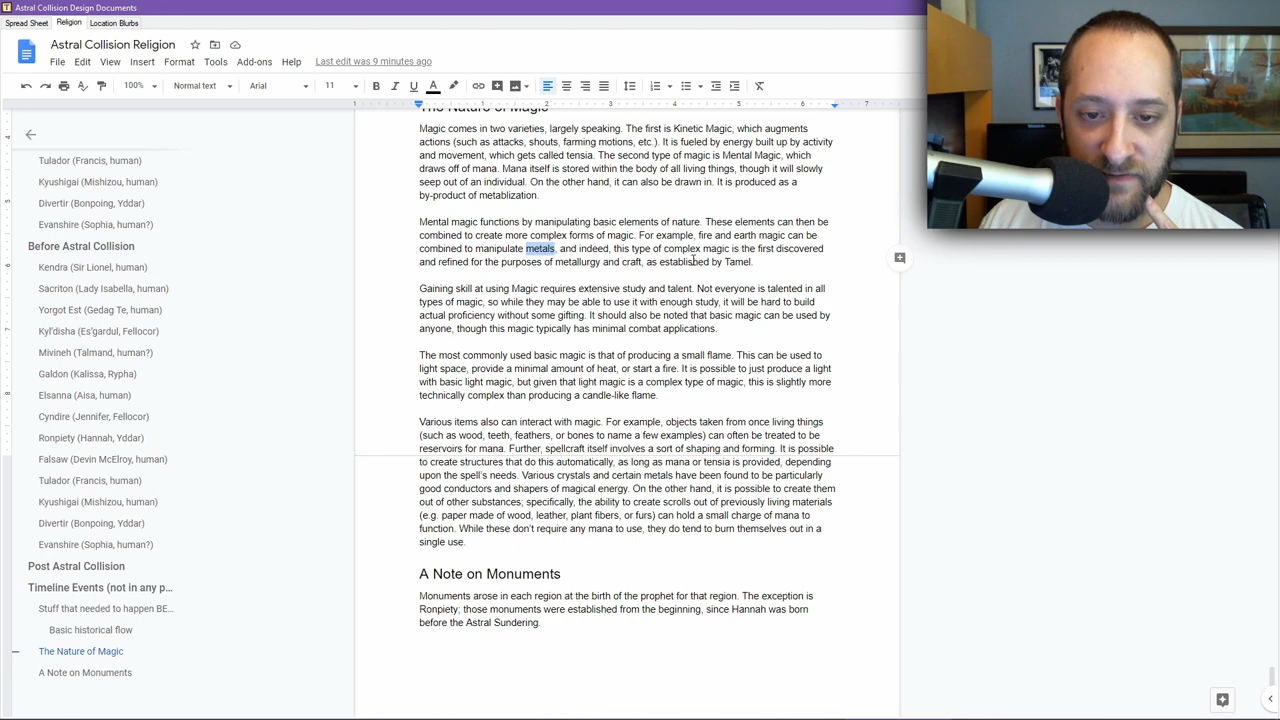 Astral Collision Design Documents
Spread Sheet Religion Location Blurbs
Astral Collision Religion
File Edit View Insert Format Tools Add-ons Help Last edit was 9 minutes ago
100% Normal text Arial 11
1 1 2 3 4 5 6 7
Tulador (Francis, human)
Kyushigai (Mishizou, human)
Divertir (Bonpoing, Yddar)
Evanshire (Sophia, human?)
Before Astral Collision
Kendra (Sir Lionel, human)
Sacriton (Lady Isabella, human)
Yorgot Est (Gedag Te, human)
Kyl'disha (Es'gardul, Fellocor)
Mivineh (Talmand, human?)
Galdon (Kalissa, Rypha)
Elsanna (Aisa, human)
Cyndire (Jennifer, Fellocor)
Ronpiety (Hannah, Yddar)
Falsaw (Devin McElroy, human)
Tulador (Francis, human)
Kyushigai (Mishizou, human)
Divertir (Bonpoing, Yddar)
Evanshire (Sophia, human?)
Post Astral Collision
Timeline Events (not in any p...
Stuff that needed to happen BE...
Basic historical flow
The Nature of Magic
A Note on Monuments
The Nature of Magic
Magic comes in two varieties, largely speaking. The first is Kinetic Magic, which augments
actions (such as attacks, shouts, farming motions, etc.). It is fueled by energy built up by activity
and movement, which gets called tensia. The second type of magic is Mental Magic, which
draws off of mana. Mana itself is stored within the body of all living things, though it will slowly
seep out of an individual. On the other hand, it can also be drawn in. It is produced as a
by-product of metablization.
Mental magic functions by manipulating basic elements of nature. These elements can then be
combined to create more complex forms of magic. For example, fire and earth magic can be
combined to manipulate metals, and indeed, this type of complex magic is the first discovered
and refined for the purposes of metallurgy and craft, as established by Tamel.
Gaining skill at using Magic requires extensive study and talent. Not everyone is talented in all
types of magic, so while they may be able to use it with enough study, it will be hard to build
actual proficiency without some gifting. It should also be noted that basic magic can be used by
anyone, though this magic typically has minimal combat applications.
The most commonly used basic magic is that of producing a small flame. This can be used to
light space, provide a minimal amount of heat, or start a fire. It is possible to just produce a light
with basic light magic, but given that light magic is a complex type of magic, this is slightly more
technically complex than producing a candle-like flame.
Various items also can interact with magic. For example, objects taken from once living things
(such as wood, teeth, feathers, or bones to name a few examples) can often be treated to be
reservoirs for mana. Further, spellcraft itself involves a sort of shaping and forming. It is possible
to create structures that do this automatically, as long as mana or tensia is provided, depending
upon the spell's needs. Various crystals and certain metals have been found to be particularly
good conductors and shapers of magical energy. On the other hand, it is possible to create them
out of other substances; specifically, the ability to create scrolls out of previously living materials
(e.g. paper made of wood, leather, plant fibers, or furs) can hold a small charge of mana to
function. While these don't require any mana to use, they do tend to burn themselves out in a
single use.
A Note on Monuments
Monuments arose in each region at the birth of the prophet for that region. The exception is
Ronpiety; those monuments were established from the beginning, since Hannah was born
before the Astral Sundering.